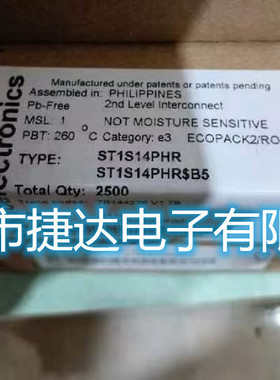 Manufactured under patents or patents pending
Assembled in: PHILIPPINES
Pb-Free 2nd Level Interconnect
MSL: 1 NOT MOISTURE SENSITIVE
PBT: 260 °C Category: e3 ECOPACK2/RO
ectronics
TYPE: ST1S14PHR
ST1S14PHR$B5
Total Qty: 2500
市捷达电子有限